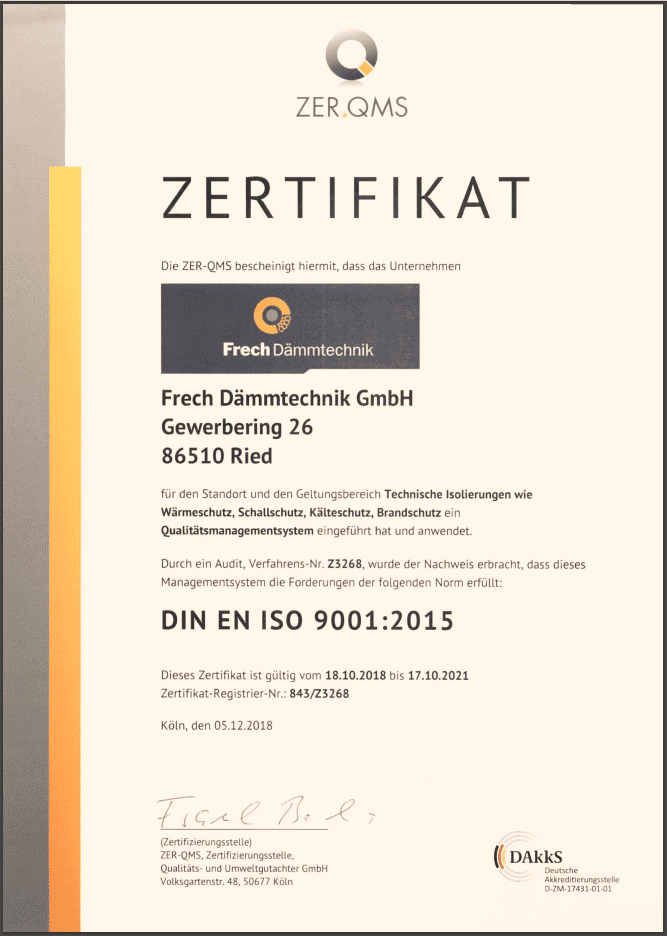 ZER.QMS
ZERTIFIKAT
Die ZER-QMS bescheinigt hiermit, dass das Unternehmen
Frech Dämmtechnik
Frech Dämmtechnik GmbH
Gewerbering 26
86510 Ried
für den Standort und den Geltungsbereich Technische Isolierungen wie
Wärmeschutz, Schallschutz, Kälteschutz, Brandschutz ein
Qualitätsmanagementsystem eingeführt hat und anwendet.
Durch ein Audit, Verfahrens-Nr. Z3268, wurde der Nachweis erbracht, dass dieses
Managementsystem die Forderungen der folgenden Norm erfüllt:
DIN EN ISO 9001:2015
Dieses Zertifikat ist gültig vom 18.10.2018 bis 17.10.2021
Zertifikat-Registrier-Nr.: 843/Z3268
Köln, den 05.12.2018
(Zertifizierungsstelle)
ZER-QMS, Zertifizierungsstelle,
Qualitäts- und Umweltgutachter GmbH
Volksgartenstr. 48, 50677 Köln
DAkkS
Deutsche
Akkreditierungsstelle
D-ZM-17431-01-01